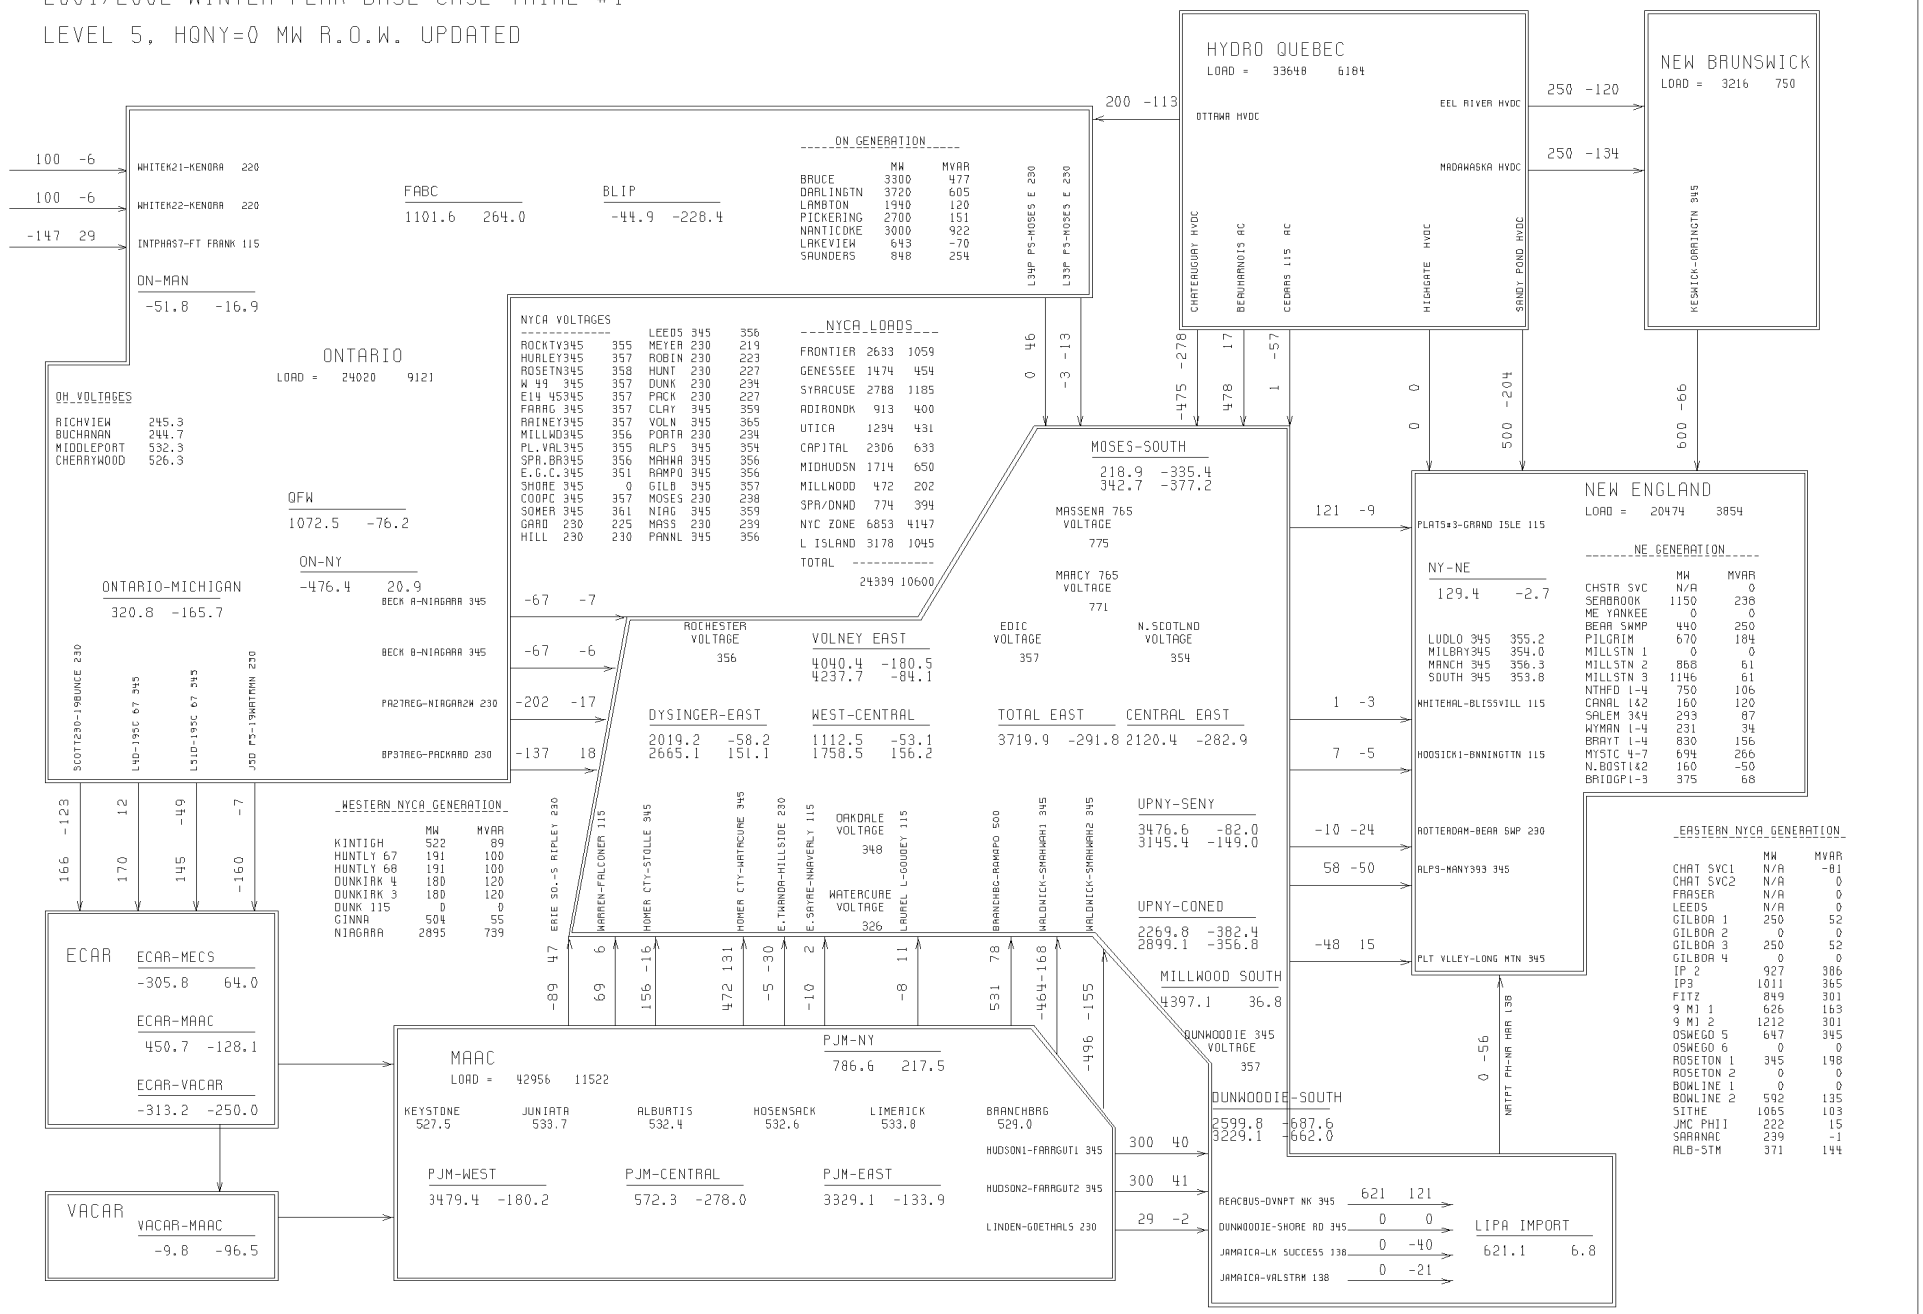 LEVEL 5, HQNY=0 MW R.O.W. UPDATED
HYDRO QUEBEC
LOAD = 33648 6184
OTTAWA HVDC
EEL RIVER HVDC
MADAWASKA HVDC
CHATEAUGUAY HVDC
BEAUHARNOIS AC
CEDARS 115 AC
HIGHGATE HVDC
SANDY POND HVDC
200 -113
250 -120
250 -134
NEW BRUNSWICK
LOAD = 3216 750
KESWICK-ORRINGTN 345
100 -6
WHITEK21-KENORA 220
100 -6
WHITEK22-KENORA 220
-147 29
INTPHAS7-FT FRANK 115
ON-MAN
-51.8 -16.9
FABC
1101.6 264.0
BLIP
-44.9 -228.4
ON GENERATION
MW MVAR
BRUCE 3300 477
DARLINGTN 3720 605
LAMBTON 1940 120
PICKERING 2700 151
NANTICOKE 3000 922
LAKEVIEW 643 -70
SAUNDERS 848 254
L34P PS-MOSES E 230
L33P PS-MOSES E 230
ONTARIO
LOAD = 24020 9121
OH VOLTAGES
RICHVIEW 245.3
BUCHANAN 244.7
MIDDLEPORT 532.3
CHERRYWOOD 526.3
QFW
1072.5 -76.2
ON-NY
-476.4 20.9
ONTARIO-MICHIGAN
320.8 -165.7
BECK A-NIAGARA 345
BECK B-NIAGARA 345
PA27REG-NIAGAR2W 230
BP37REG-PACKARD 230
SCOTT230-19BUNCE 230
L4D-19SC 67 345
L51D-19SC 67 345
J5D PS-19WATRMN 230
-67 -7
-67 -6
-202 -17
-137 18
NYCA VOLTAGES
LEEDS 345 356
ROCKTV345 355 MEYER 230 219
HURLEY345 357 ROBIN 230 223
ROSETN345 358 HUNT 230 227
W 49 345 357 DUNK 230 234
E14 45345 357 PACK 230 227
FARAG 345 357 CLAY 345 359
RAINEY345 357 VOLN 345 365
MILLWD345 356 PORTR 230 234
PL.VAL345 355 ALPS 345 354
SPR.BR345 356 MAHWA 345 356
E.G.C.345 351 RAMPO 345 356
SHORE 345 0 GILB 345 357
COOPC 345 357 MOSES 230 238
SOMER 345 361 NIAG 345 359
GARD 230 225 MASS 230 239
HILL 230 230 PANNL 345 356
NYCA LOADS
FRONTIER 2633 1059
GENESSEE 1474 454
SYRACUSE 2788 1185
ADIRONDK 913 400
UTICA 1234 431
CAPITAL 2306 633
MIDHUDSN 1714 650
MILLWOOD 472 202
SPR/DNWD 774 394
NYC ZONE 6853 4147
L ISLAND 3178 1045
TOTAL ------------
24339 10600
0 46
-3 -13
-475 -278
478 17
1 -57
0 0
500 -204
600 -66
MOSES-SOUTH
218.9 -335.4
342.7 -377.2
MASSENA 765
VOLTAGE
775
MARCY 765
VOLTAGE
771
ROCHESTER
VOLTAGE
356
VOLNEY EAST
4040.4 -180.5
4237.7 -84.1
EDIC
VOLTAGE
357
N.SCOTLND
VOLTAGE
354
DYSINGER-EAST
2019.2 -58.2
2665.1 151.1
WEST-CENTRAL
1112.5 -53.1
1758.5 156.2
TOTAL EAST
3719.9 -291.8
CENTRAL EAST
2120.4 -282.9
UPNY-SENY
3476.6 -82.0
3145.4 -149.0
UPNY-CONED
2269.8 -382.4
2899.1 -356.8
MILLWOOD SOUTH
4397.1 36.8
DUNWOODIE 345
VOLTAGE
357
DUNWOODIE-SOUTH
2599.8 -687.6
3229.1 -662.0
OAKDALE
VOLTAGE
348
WATERCURE
VOLTAGE
326
121 -9
1 -3
7 -5
-10 -24
58 -50
-48 15
NEW ENGLAND
LOAD = 20474 3854
PLATS#3-GRAND ISLE 115
NY-NE
129.4 -2.7
LUDLO 345 355.2
MILBRY345 354.0
MANCH 345 356.3
SOUTH 345 353.8
WHITEHAL-BLISSVILL 115
HOOSICK1-BNNINGTTN 115
ROTTERDAM-BEAR SWP 230
ALPS-MANY393 345
PLT VLLEY-LONG MTN 345
NE GENERATION
MW MVAR
CHSTR SVC N/A 0
SEABROOK 1150 238
ME YANKEE 0 0
BEAR SWMP 440 250
PILGRIM 670 184
MILLSTN 1 0 0
MILLSTN 2 868 61
MILLSTN 3 1146 61
NTHFD 1-4 750 106
CANAL 1&2 160 120
SALEM 3&4 293 87
WYMAN 1-4 231 34
BRAYT 1-4 830 156
MYSTC 4-7 694 266
N.BOST1&2 160 -50
BRIDGP1-3 375 68
166 -123
170 12
145 -49
-160 -7
WESTERN NYCA GENERATION
MW MVAR
KINTIGH 522 89
HUNTLY 67 191 100
HUNTLY 68 191 100
DUNKIRK 4 180 120
DUNKIRK 3 180 120
DUNK 115 0 0
GINNA 504 55
NIAGARA 2895 739
ERIE SO.-S RIPLEY 230
WARREN-FALCONER 115
HOMER CTY-STOLLE 345
HOMER CTY-WATRCURE 345
E.TWANDA-HILLSIDE 230
E.SAYRE-NWAVERLY 115
LAUREL L-GOUDEY 115
BRANCHBG-RAMAPO 500
WALDWICK-SMAHWAH1 345
WALDWICK-SMAHWAH2 345
-89 47
69 6
156 -16
472 131
-5 -30
-10 2
-8 11
531 78
-464 -168
-496 -155
EASTERN NYCA GENERATION
MW MVAR
CHAT SVC1 N/A -81
CHAT SVC2 N/A 0
FRASER N/A 0
LEEDS N/A 0
GILBOA 1 250 52
GILBOA 2 0 0
GILBOA 3 250 52
GILBOA 4 0 0
IP 2 927 386
IP3 1011 365
FITZ 849 301
9 MI 1 626 163
9 MI 2 1212 301
OSWEGO 5 647 345
OSWEGO 6 0 0
ROSETON 1 345 198
ROSETON 2 0 0
BOWLINE 1 0 0
BOWLINE 2 592 135
SITHE 1065 103
JMC PHII 222 15
SARANAC 239 -1
ALB-STM 371 144
ECAR
ECAR-MECS
-305.8 64.0
ECAR-MAAC
450.7 -128.1
ECAR-VACAR
-313.2 -250.0
VACAR
VACAR-MAAC
-9.8 -96.5
MAAC
LOAD = 42956 11522
PJM-NY
786.6 217.5
KEYSTONE JUNIATA ALBURTIS HOSENSACK LIMERICK BRANCHBRG
527.5 533.7 532.4 532.6 533.8 529.0
PJM-WEST
3479.4 -180.2
PJM-CENTRAL
572.3 -278.0
PJM-EAST
3329.1 -133.9
HUDSON1-FARRGUT1 345
HUDSON2-FARRGUT2 345
LINDEN-GOETHALS 230
300 40
300 41
29 -2
0 -56
NRTPT PH-NR HAR 138
REACBUS-DVNPT NK 345 621 121
DUNWOODIE-SHORE RD 345 0 0
JAMAICA-LK SUCCESS 138 0 -40
JAMAICA-VALSTRM 138 0 -21
LIPA IMPORT
621.1 6.8